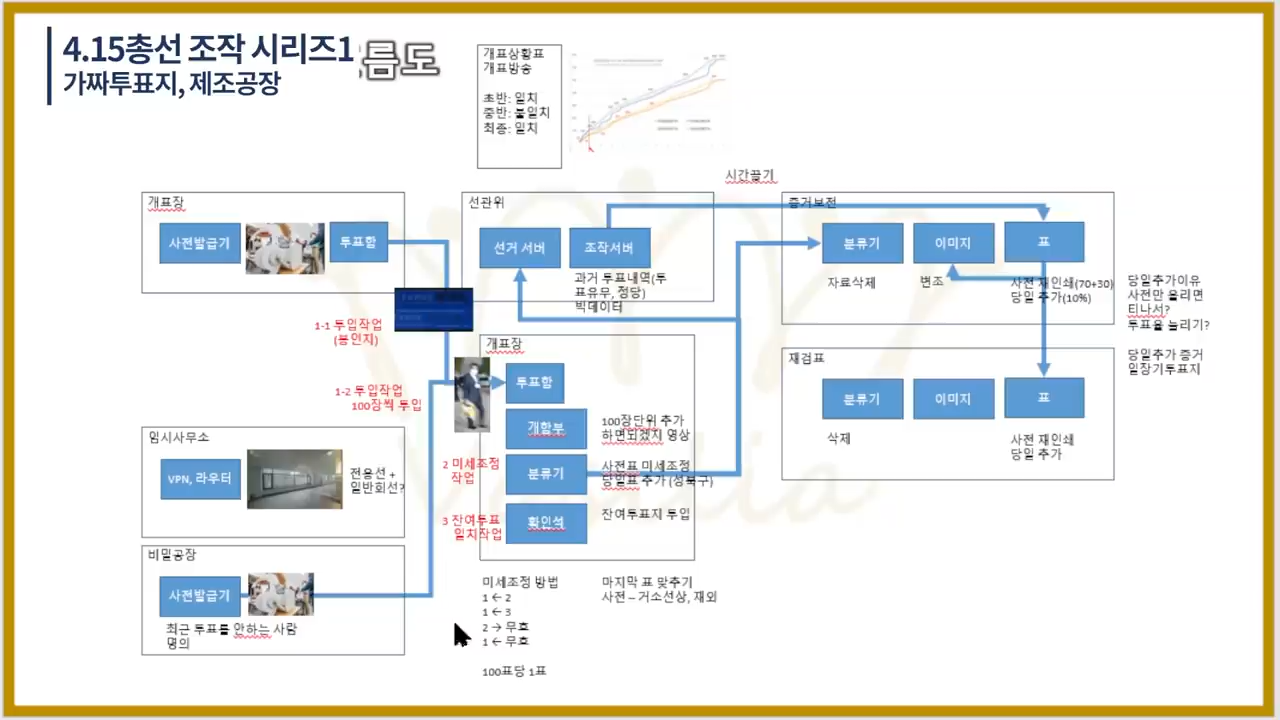 4.15총선 조작 시리즈1
름도
가짜투표지, 제조공장
개표상황표
개표방송
초반: 일치
중반: 불일치
최종: 일치
시간끌기
개표장
사전발급기
투표함
선관위
선거 서버
조작서버
과거 투표내역(투
표유무, 정당)
빅데이터
증거보전
분류기
이미지
표
자료삭제
변조
사전 재인쇄(70+30)
당일 추가(10%)
당일추가이유
사전만 올리면
티나서?
투표율 늘리기?
당일추가 증거
일장기투표지
1-1 투입작업
(봉인지)
1-2 투입작업
100장씩 투입
개표장
투표함
개함부
100장단위 추가
하면되겠지 영상
2 미세조정
작업
분류기
사전표 미세조정
당일표 추가 (성북구)
3 잔여투표
일치작업
확인석
잔여투표지 투입
재검표
분류기
이미지
표
삭제
사전 재인쇄
당일 추가
임시사무소
VPN, 라우터
전용선 +
일반회선?
비밀공장
사전발급기
최근 투표를 안하는 사람
명의
미세조정 방법
1 ← 2
1 ← 3
2 → 무효
1 ← 무효
100표당 1표
마지막 표 맞추기
사전 – 거소선상, 재외